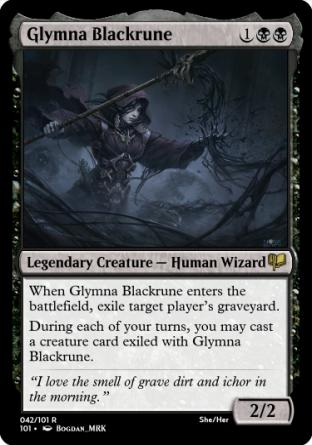 Glymna Blackrune 1
Legendary Creature — Human Wizard
When Glymna Blackrune enters the
battlefield, exile target player's graveyard.
During each of your turns, you may cast
a creature card exiled with Glymna
Blackrune.
“I love the smell of grave dirt and ichor in
the morning.”
2/2
042/101 R She/Her
101 • Bogdan_MRK